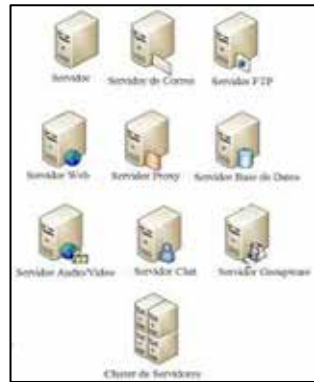 Servidor
Servidor de Correo
Servidor FTP
Servidor Web
Servidor Proxy
Servidor Base de Datos
Servidor Audio/Video
Servidor Chat
Servidor Groupware
Cluster de Servidores